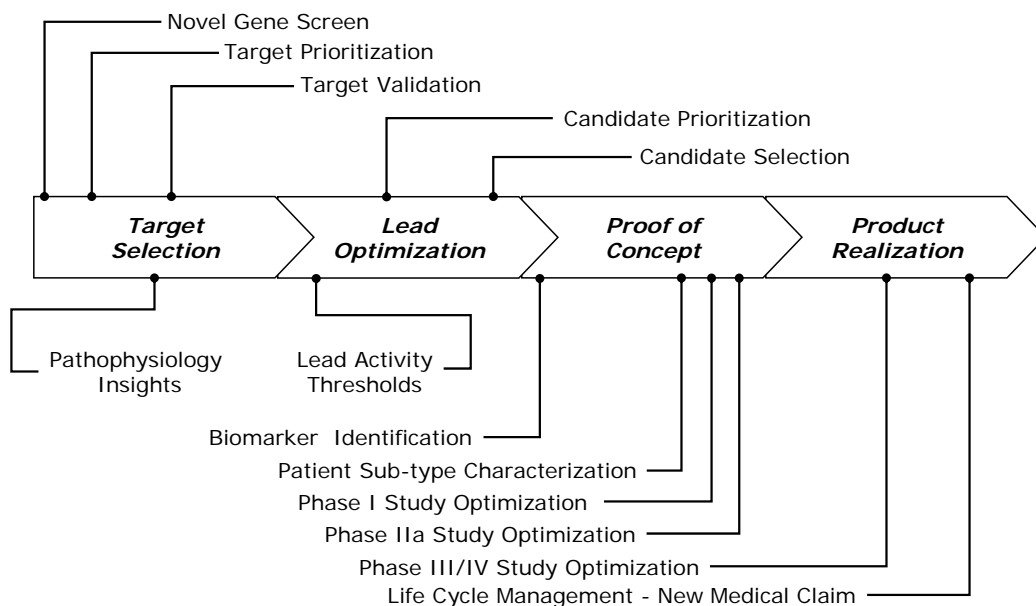 Novel Gene Screen
Target Prioritization
Target Validation
Candidate Prioritization
Candidate Selection
Target
Selection
Lead
Optimization
Proof of
Concept
Product
Realization
Pathophysiology
Insights
Lead Activity
Thresholds
Biomarker Identification
Patient Sub-type Characterization
Phase I Study Optimization
Phase IIa Study Optimization
Phase III/IV Study Optimization
Life Cycle Management - New Medical Claim